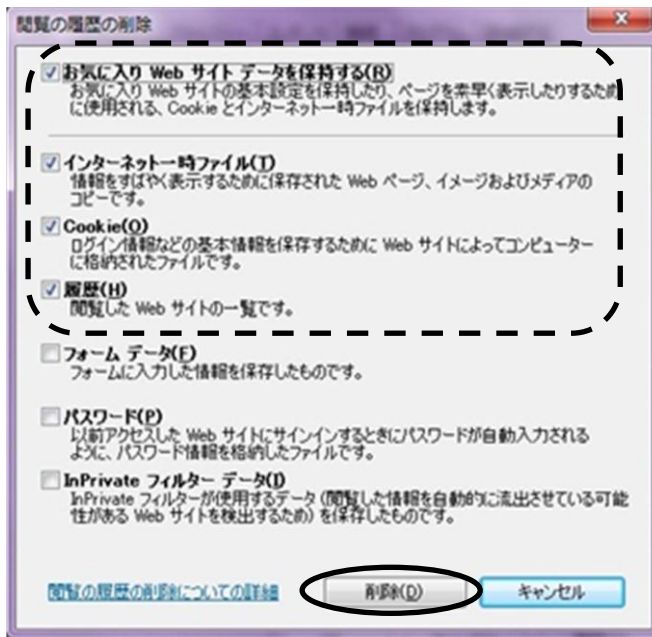 閲覧の履歴の削除
お気に入り Web サイト データを保持する(R)
お気に入り Web サイトの基本設定を保持したり、ページを素早く表示したりするため
に使用される、Cookie とインターネット一時ファイルを保持します。
インターネット一時ファイル(T)
情報をすばやく表示するために保存された Web ページ、イメージおよびメディアの
コピーです。
Cookie(O)
ログイン情報などの基本情報を保存するために Web サイトによってコンピューター
に格納されたファイルです。
履歴(H)
閲覧した Web サイトの一覧です。
フォーム データ(F)
フォームに入力した情報を保存したものです。
パスワード(P)
以前アクセスした Web サイトにサインインするときにパスワードが自動入力される
ように、パスワード情報を格納したファイルです。
InPrivate フィルター データ(I)
InPrivate フィルターが使用するデータ (閲覧した情報を自動的に流出させている可能
性がある Web サイトを検出するため) を保存したものです。
閲覧の履歴の削除についての詳細
削除(D)
キャンセル